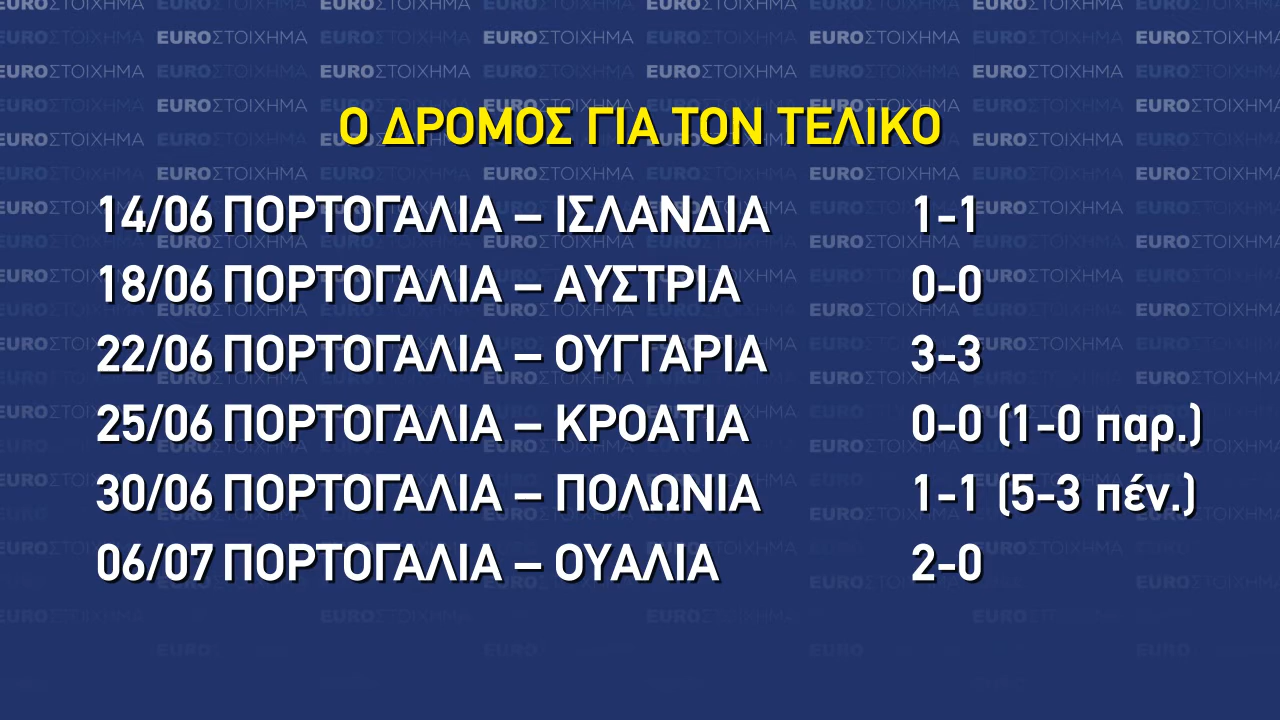 Ο ΔΡΟΜΟΣ ΓΙΑ ΤΟΝ ΤΕΛΙΚΟ
14/06 ΠΟΡΤΟΓΑΛΙΑ – ΙΣΛΑΝΔΙΑ 1-1
18/06 ΠΟΡΤΟΓΑΛΙΑ – ΑΥΣΤΡΙΑ 0-0
22/06 ΠΟΡΤΟΓΑΛΙΑ – ΟΥΓΓΑΡΙΑ 3-3
25/06 ΠΟΡΤΟΓΑΛΙΑ – ΚΡΟΑΤΙΑ 0-0 (1-0 παρ.)
30/06 ΠΟΡΤΟΓΑΛΙΑ – ΠΟΛΩΝΙΑ 1-1 (5-3 πέν.)
06/07 ΠΟΡΤΟΓΑΛΙΑ – ΟΥΑΛΙΑ 2-0